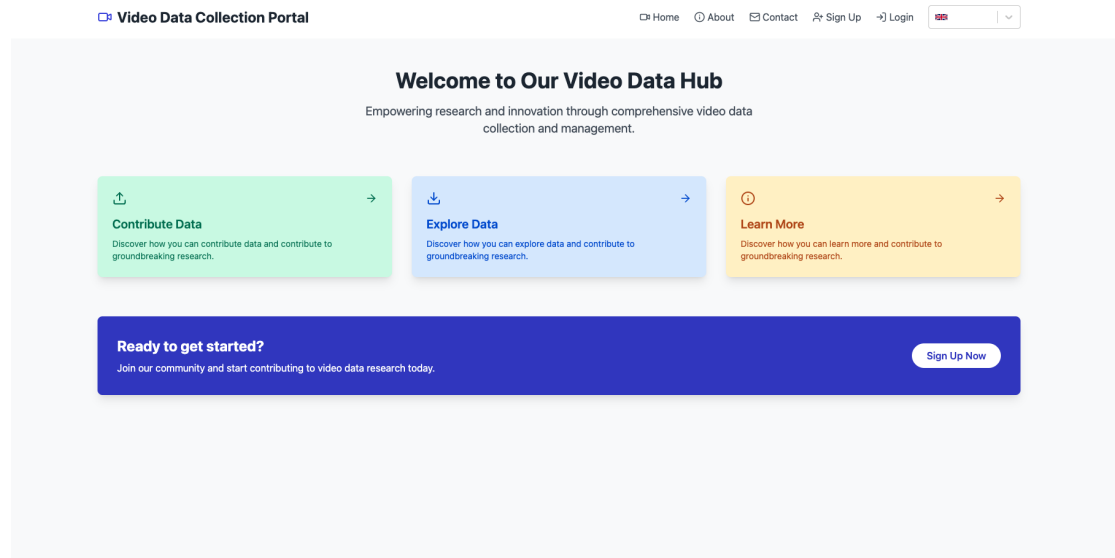 Video Data Collection Portal
Home About Contact Sign Up Login
Welcome to Our Video Data Hub
Empowering research and innovation through comprehensive video data
collection and management.
Contribute Data
Discover how you can contribute data and contribute to
groundbreaking research.
Explore Data
Discover how you can explore data and contribute to
groundbreaking research.
Learn More
Discover how you can learn more and contribute to
groundbreaking research.
Ready to get started?
Join our community and start contributing to video data research today.
Sign Up Now